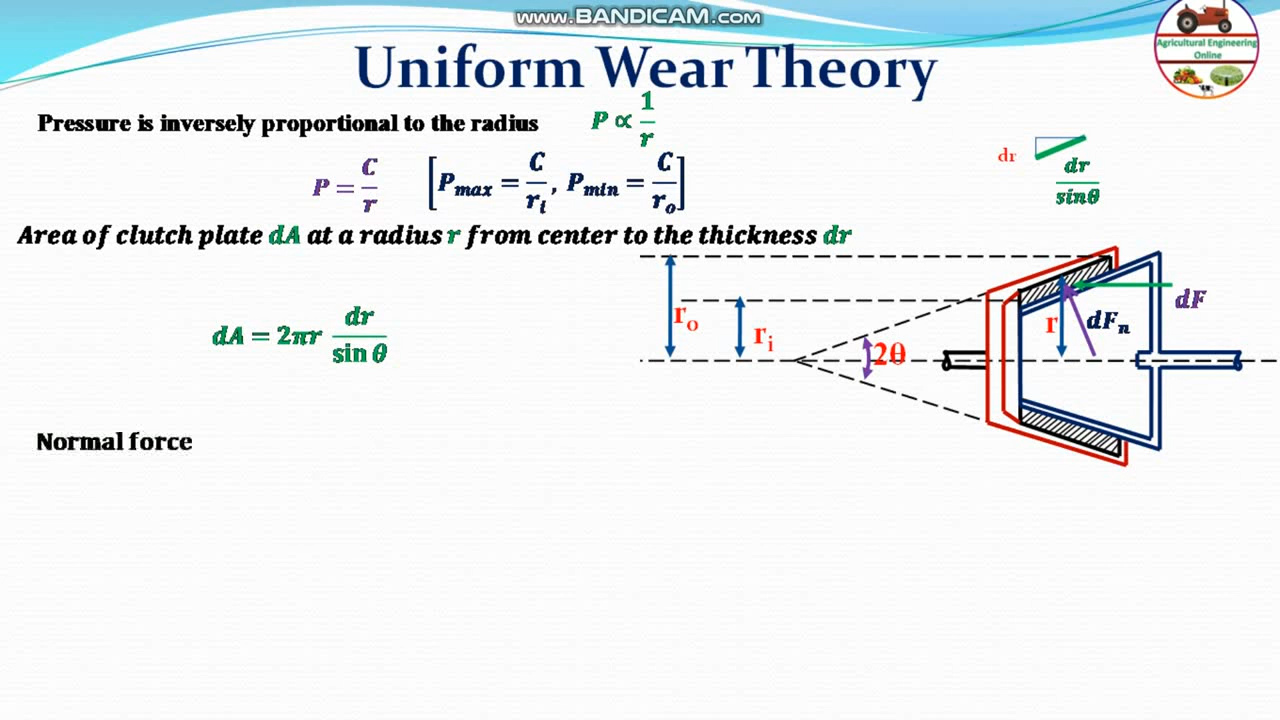 www.BANDICAM.com
Uniform Wear Theory
Agricultural Engineering
Online
Pressure is inversely proportional to the radius P ∝ 1/r
P = C/r [P_max = C/r_i, P_min = C/r_o]
dr
dr/sinθ
Area of clutch plate dA at a radius r from center to the thickness dr
dA = 2πr dr/sin θ
r_o
r_i
2θ
r
dF_n
dF
Normal force